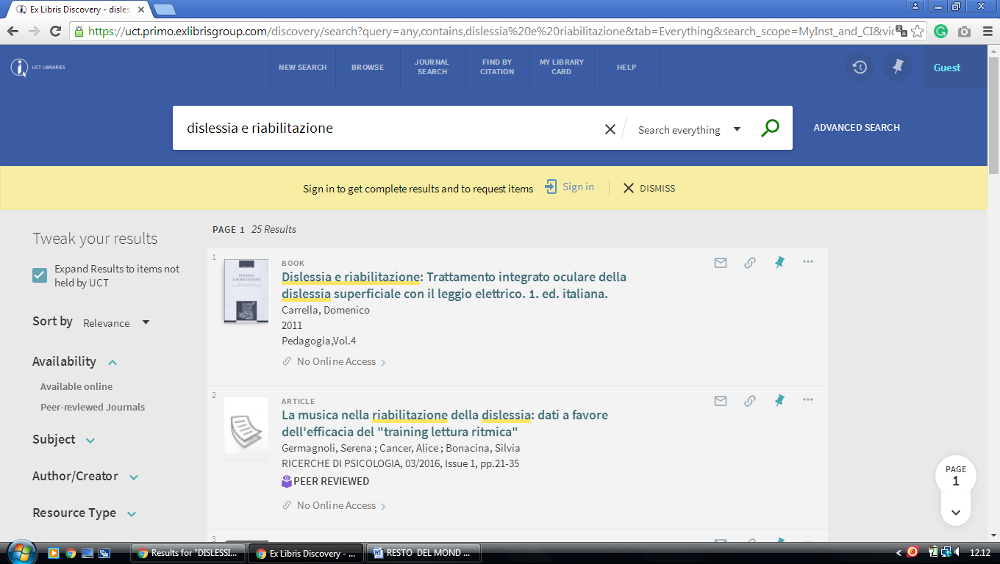 Ex Libris Discovery - disles
https://uct.primo.exlibrisgroup.com/discovery/search?query=any,contains,dislessia%20e%20riabilitazione&tab=Everything&search_scope=MyInst_and_CI&vic
UCT LIBRARIES
NEW SEARCH
BROWSE
JOURNAL
SEARCH
FIND BY
CITATION
MY LIBRARY
CARD
HELP
Guest
dislessia e riabilitazione
Search everything
ADVANCED SEARCH
Sign in to get complete results and to request items
Sign in
DISMISS
Tweak your results
Expand Results to items not
held by UCT
Sort by Relevance
Availability
Available online
Peer-reviewed Journals
Subject
Author/Creator
Resource Type
PAGE 1 25 Results
1
DISLESSIA
E RIABILITAZIONE
BOOK
Dislessia e riabilitazione: Trattamento integrato oculare della
dislessia superficiale con il leggio elettrico. 1. ed. italiana.
Carrella, Domenico
2011
Pedagogia,Vol.4
No Online Access
2
ARTICLE
La musica nella riabilitazione della dislessia: dati a favore
dell'efficacia del "training lettura ritmica"
Germagnoli, Serena ; Cancer, Alice ; Bonacina, Silvia
RICERCHE DI PSICOLOGIA, 03/2016, Issue 1, pp.21-35
PEER REVIEWED
No Online Access
3
PAGE
1
Results for "DISLESSI...
Ex Libris Discovery - ...
RESTO DEL MOND ...
12.12